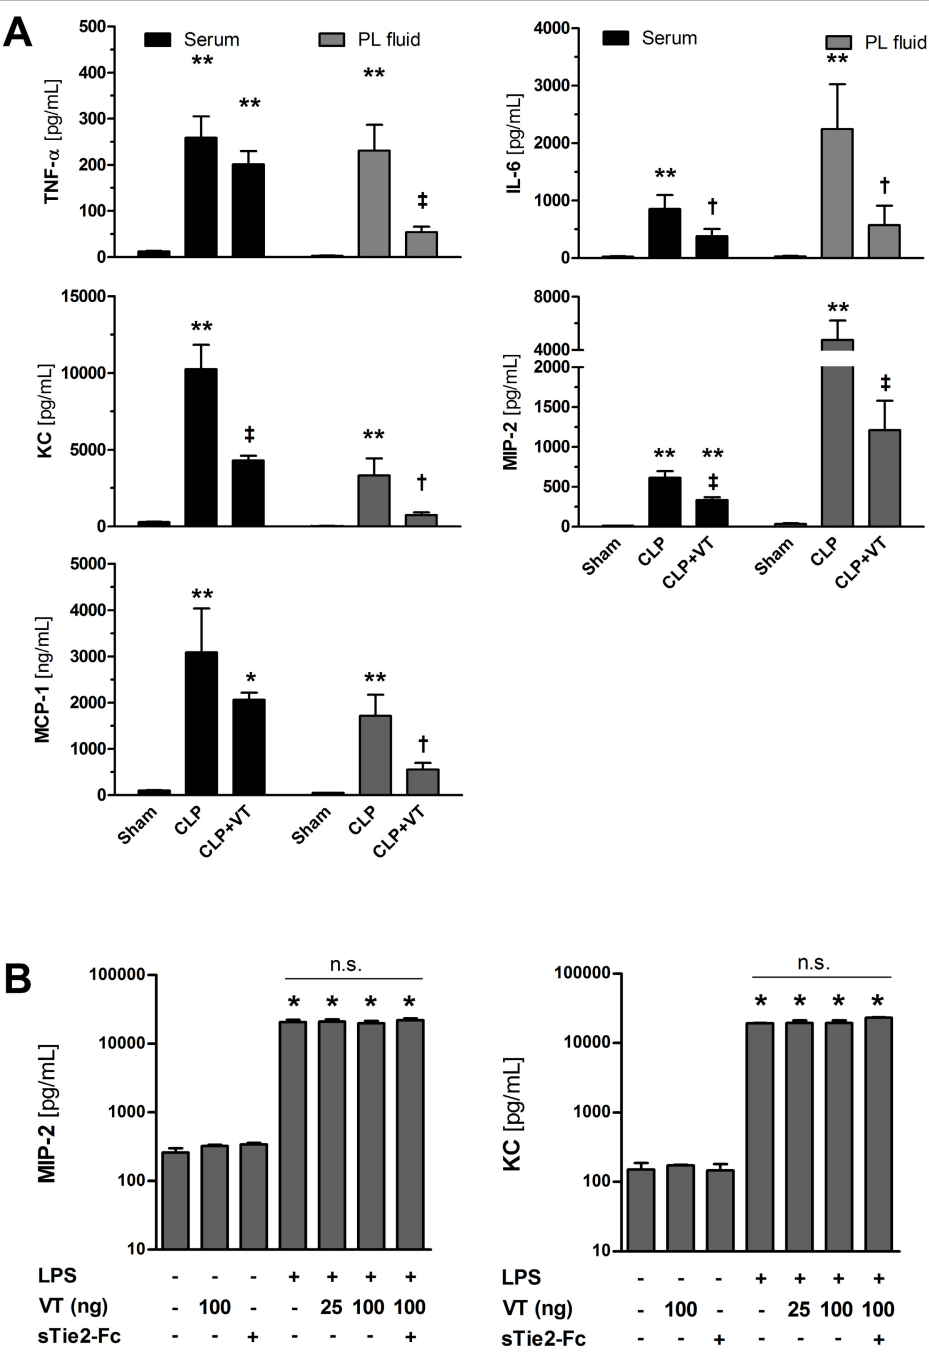 A
Serum
PL fluid
TNF-α [pg/mL]
500
400
300
200
100
0
**
**
**
‡
Serum
PL fluid
IL-6 [pg/mL]
4000
3000
2000
1000
0
**
†
**
†
KC [pg/mL]
15000
10000
5000
0
**
‡
**
†
MIP-2 [pg/mL]
8000
4000
2000
1500
1000
500
0
**
**
‡
**
‡
Sham
CLP
CLP+VT
Sham
CLP
CLP+VT
MCP-1 [ng/mL]
5000
4000
3000
2000
1000
0
**
*
**
†
Sham
CLP
CLP+VT
Sham
CLP
CLP+VT
B
MIP-2 [pg/mL]
100000
10000
1000
100
10
n.s.
* * * *
LPS - - - + + + +
VT (ng) - 100 - - 25 100 100
sTie2-Fc - - + - - - +
KC [pg/mL]
100000
10000
1000
100
10
n.s.
* * * *
LPS - - - + + + +
VT (ng) - 100 - - 25 100 100
sTie2-Fc - - + - - - +